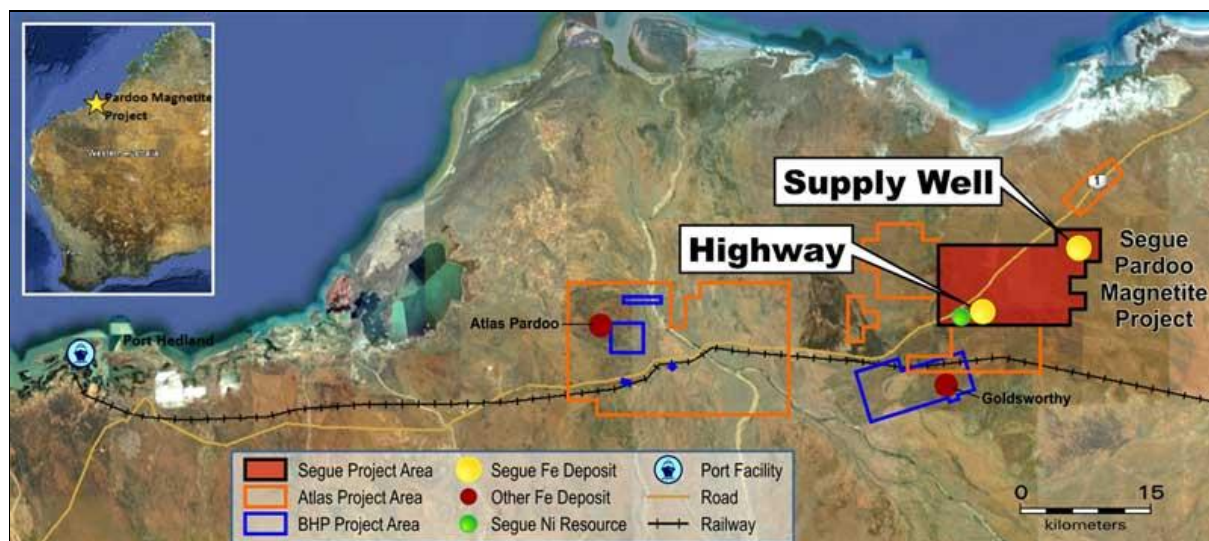 Pardoo Magnetite
Project
Western Australia
Supply Well
1
Highway
Segue
Pardoo
Magnetite
Project
Atlas Pardoo
Port Hedland
Goldsworthy
Segue Project Area
Segue Fe Deposit
Port Facility
Atlas Project Area
Other Fe Deposit
Road
BHP Project Area
Segue Ni Resource
Railway
0 15
kilometers